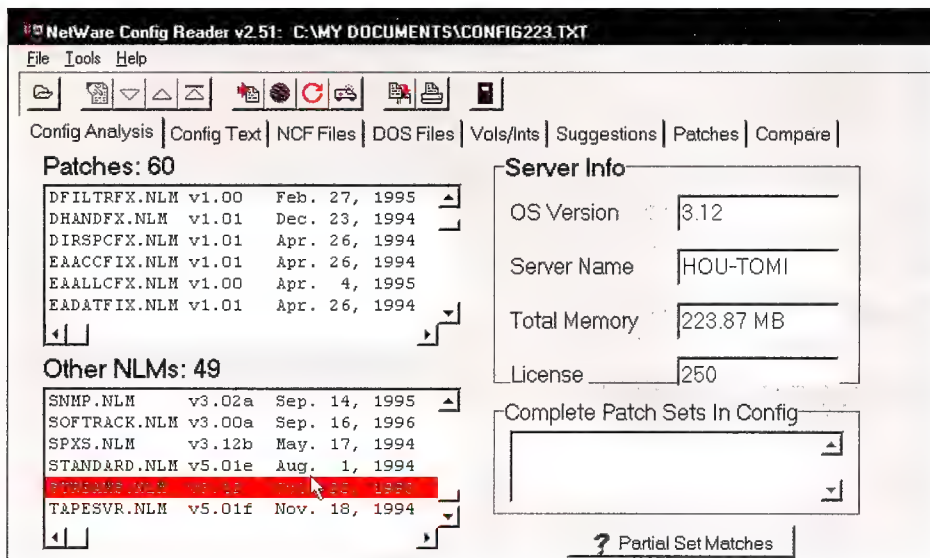 NetWare Config Reader v2.51: C:\MY DOCUMENTS\CONFIG223.TXT
File Tools Help
Config Analysis Config Text NCF Files DOS Files Vols/Ints Suggestions Patches Compare
Patches: 60
DFILTRFX.NLM v1.00 Feb. 27, 1995
DHANDFX.NLM v1.01 Dec. 23, 1994
DIRSPCFX.NLM v1.01 Apr. 26, 1994
EAACCFIX.NLM v1.01 Apr. 26, 1994
EAALLCFX.NLM v1.00 Apr. 4, 1995
EADATFIX.NLM v1.01 Apr. 26, 1994
Other NLMs: 49
SNMP.NLM v3.02a Sep. 14, 1995
SOFTRACK.NLM v3.00a Sep. 16, 1996
SPXS.NLM v3.12b May. 17, 1994
STANDARD.NLM v5.01e Aug. 1, 1994
STREAMS.NLM
TAPESVR.NLM v5.01f Nov. 18, 1994
Server Info
OS Version 3.12
Server Name HOU-TOMI
Total Memory 223.87 MB
License 250
Complete Patch Sets In Config
? Partial Set Matches